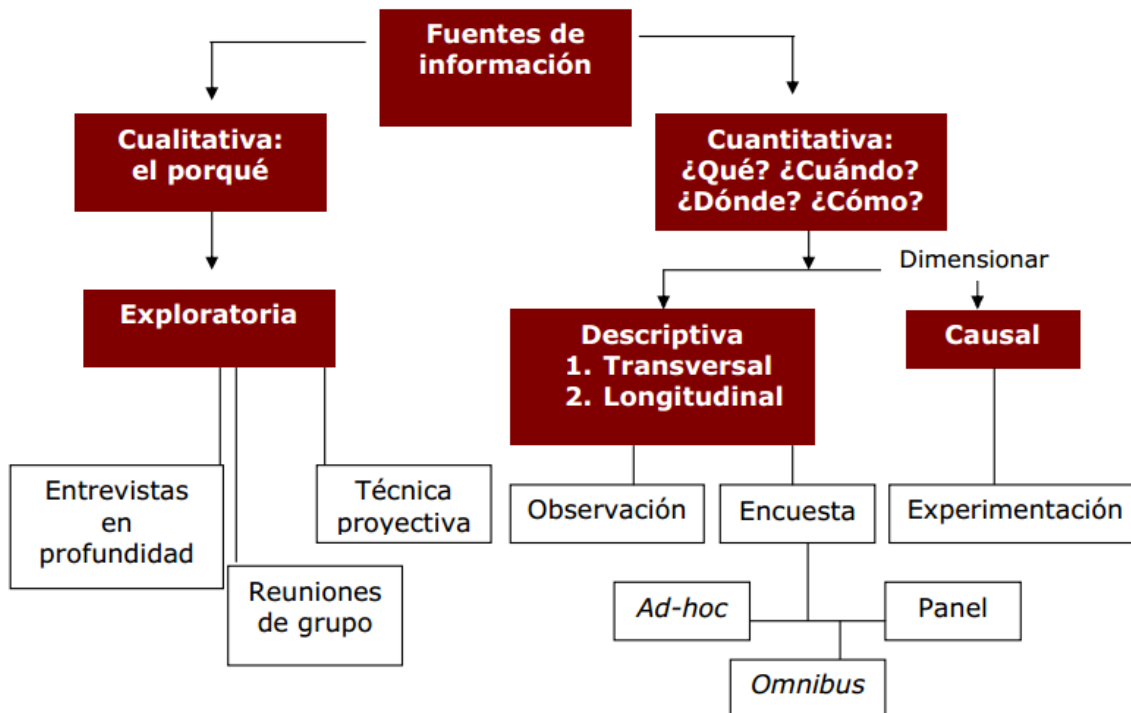 Fuentes de
información
Cualitativa:
el porqué
Cuantitativa:
¿Qué? ¿Cuándo?
¿Dónde? ¿Cómo?
Dimensionar
Exploratoria
Descriptiva
1. Transversal
2. Longitudinal
Causal
Entrevistas
en
profundidad
Reuniones
de grupo
Técnica
proyectiva
Observación
Encuesta
Experimentación
Ad-hoc
Panel
Omnibus